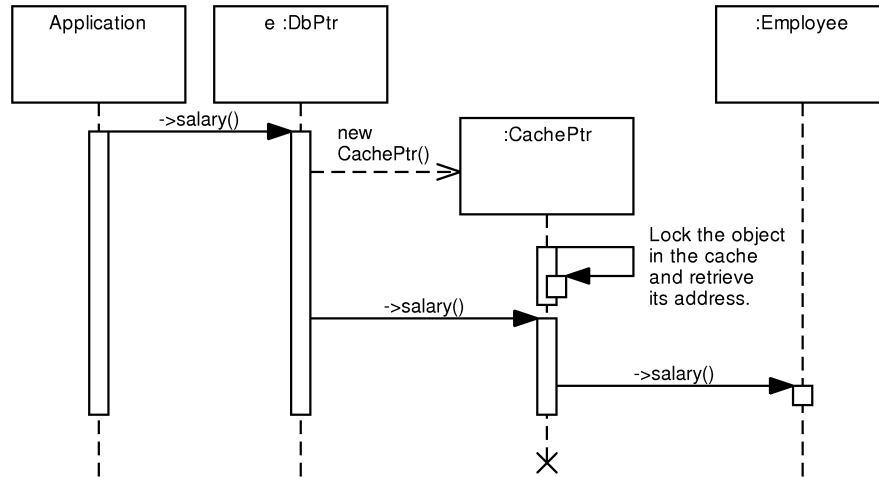 Application
e :DbPtr
:Employee
->salary()
new
CachePtr()
:CachePtr
Lock the object
in the cache
and retrieve
its address.
->salary()
->salary()